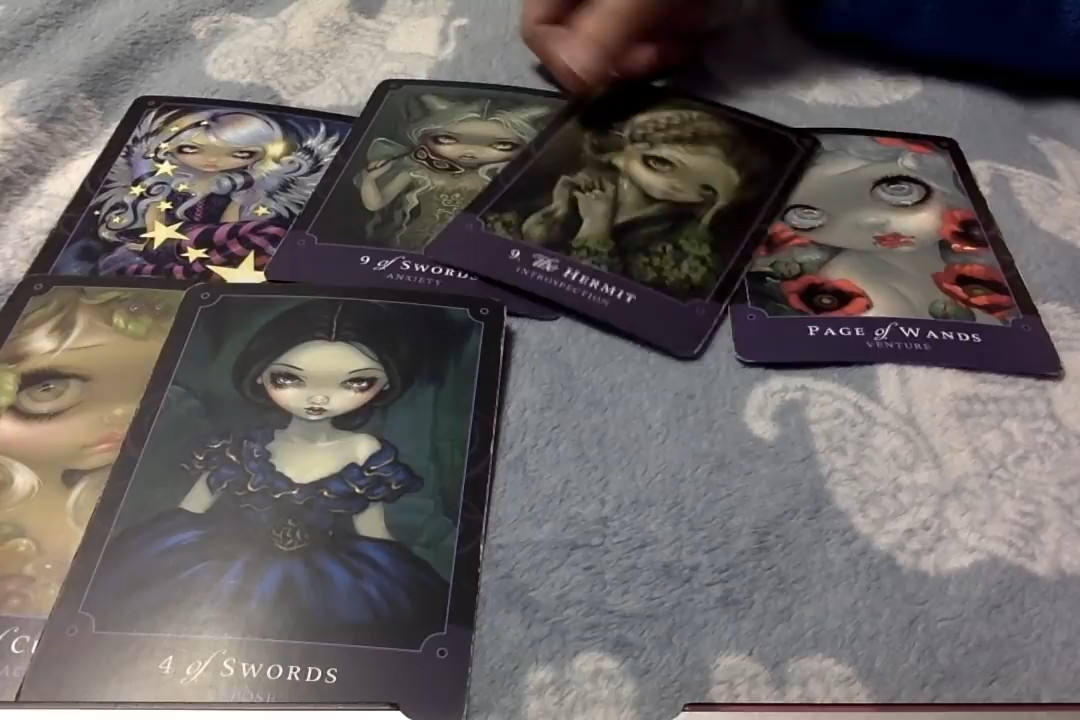 9 of Swords
ANXIETY
9. The Hermit
INTROSPECTION
Page of Wands
VENTURE
4 of Swords